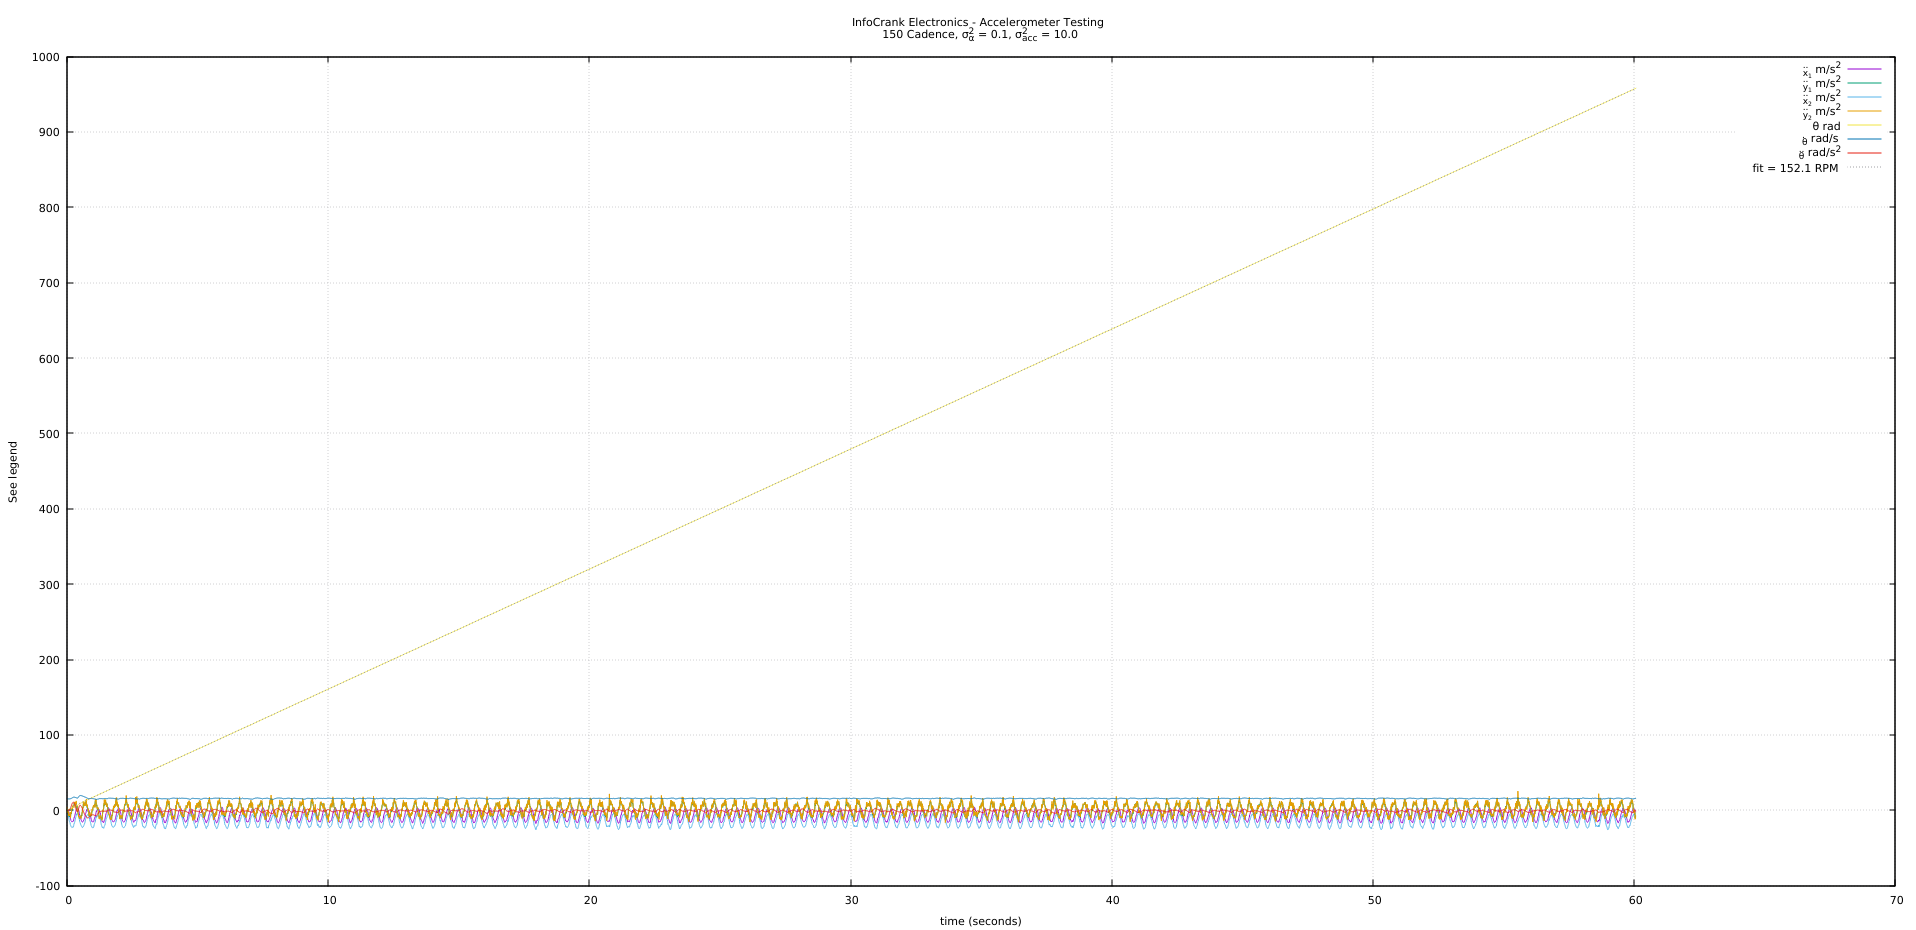 InfoCrank Electronics - Accelerometer Testing
150 Cadence, σ²α = 0.1, σ²acc = 10.0
ẍ₁ m/s²
ÿ₁ m/s²
ẍ₂ m/s²
ÿ₂ m/s²
θ rad
θ̇ rad/s
θ̈ rad/s²
fit = 152.1 RPM
1000
900
800
700
600
500
400
300
200
100
0
-100
See legend
0 10 20 30 40 50 60 70
time (seconds)